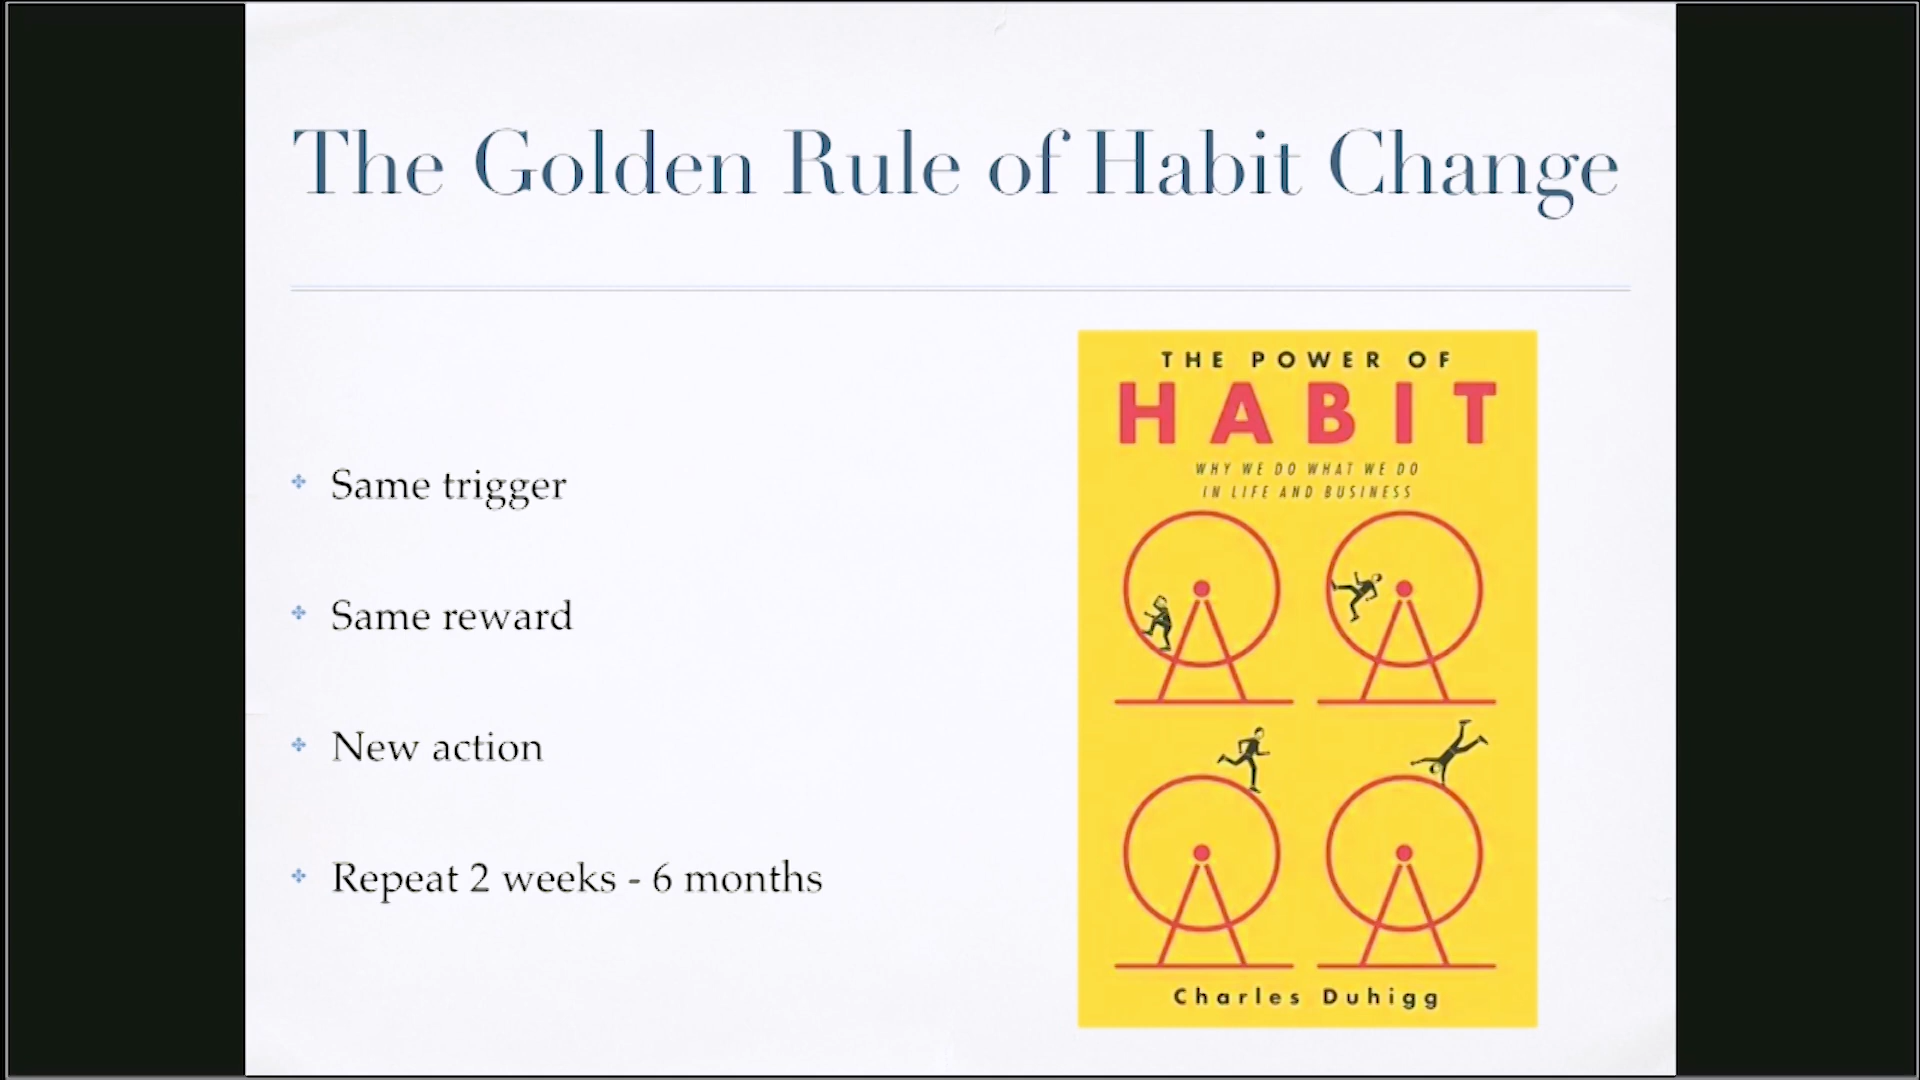 The Golden Rule of Habit Change
Same trigger
Same reward
New action
Repeat 2 weeks - 6 months
THE POWER OF
HABIT
WHY WE DO WHAT WE DO
IN LIFE AND BUSINESS
Charles Duhigg